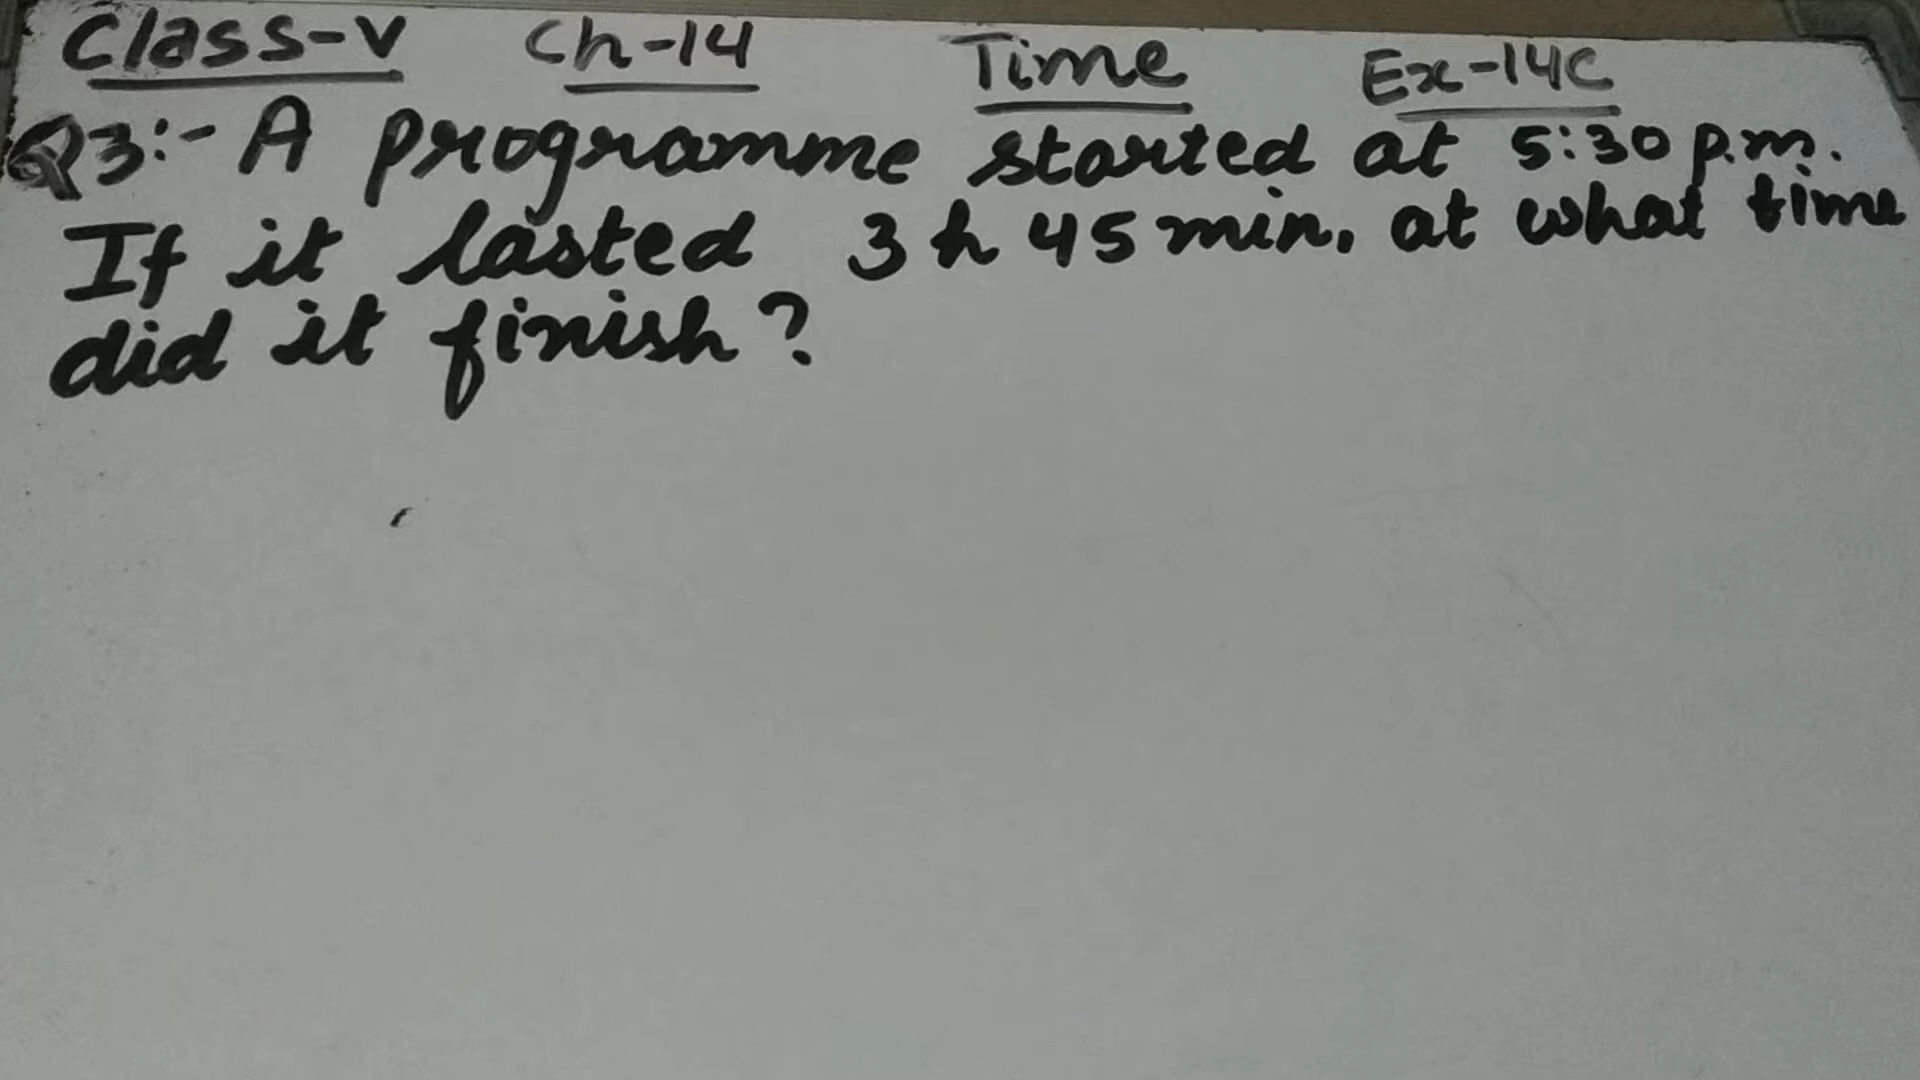 Class-V Ch-14 Time Ex-14C
Q3:- A programme started at 5:30 p.m.
If it lasted 3 h 45 min, at what time
did it finish?